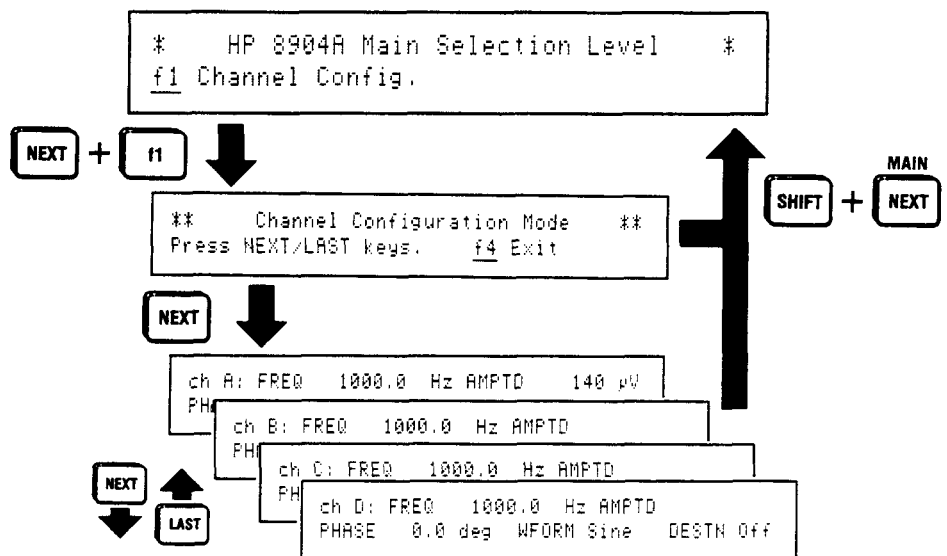 *     HP 8904A Main Selection Level     *
f1 Channel Config.
NEXT + f1
MAIN
SHIFT + NEXT
**     Channel Configuration Mode     **
Press NEXT/LAST keys.     f4 Exit
NEXT
ch A: FREQ   1000.0  Hz AMPTD     140 µV
ch B: FREQ   1000.0  Hz AMPTD
ch C: FREQ   1000.0  Hz AMPTD
ch D: FREQ   1000.0  Hz AMPTD
PHASE   0.0 deg  WFORM Sine   DESTN Off
NEXT
LAST